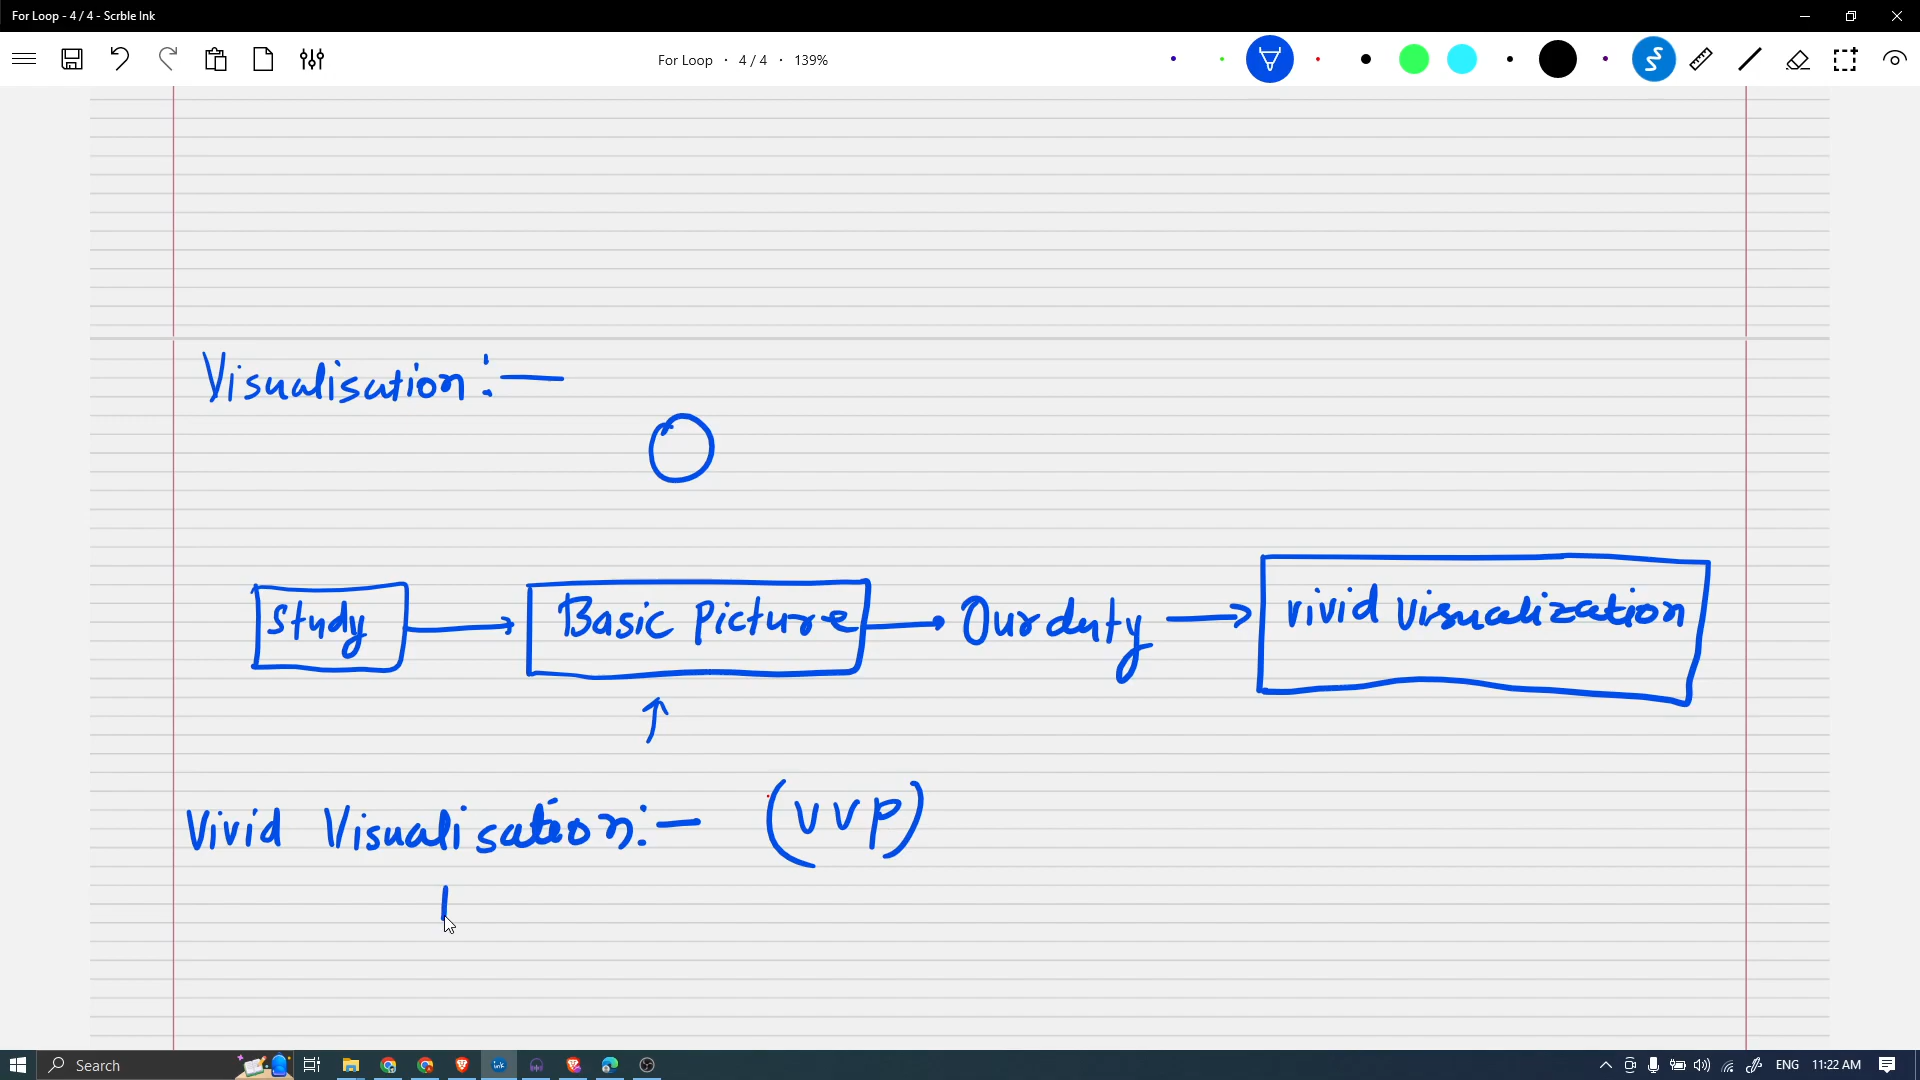 For Loop - 4 / 4 - Scrble Ink
For Loop · 4 / 4 · 139%
Visualisation :—
Study → Basic Picture → Our duty → vivid visualization
Vivid Visualisation :— (VVP)
Search
ENG 11:22 AM